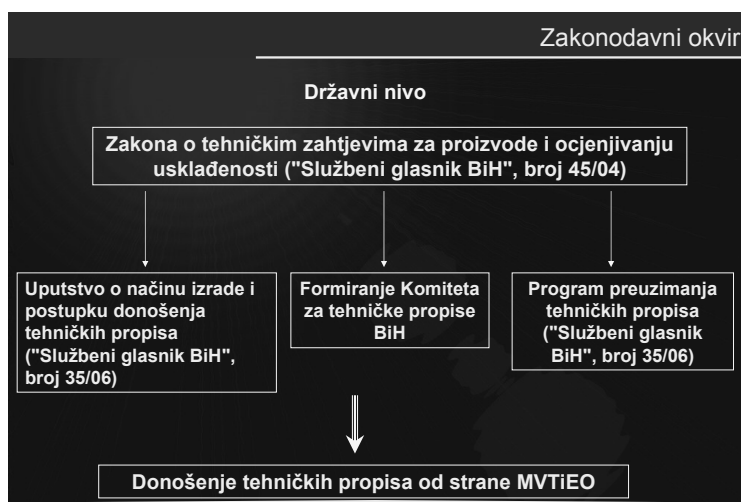 Zakonodavni okvir
Državni nivo
Zakona o tehničkim zahtjevima za proizvode i ocjenjivanju
usklađenosti ("Službeni glasnik BiH", broj 45/04)
Uputstvo o načinu izrade i
postupku donošenja
tehničkih propisa
("Službeni glasnik BiH",
broj 35/06)
Formiranje Komiteta
za tehničke propise
BiH
Program preuzimanja
tehničkih propisa
("Službeni glasnik
BiH", broj 35/06)
Donošenje tehničkih propisa od strane MVTiEO